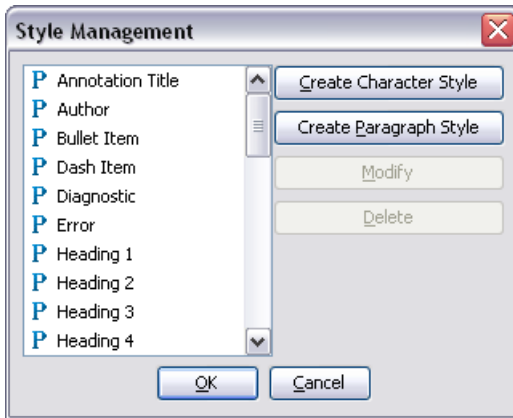 Style Management
P Annotation Title
P Author
P Bullet Item
P Dash Item
P Diagnostic
P Error
P Heading 1
P Heading 2
P Heading 3
P Heading 4
Create Character Style
Create Paragraph Style
Modify
Delete
OK
Cancel